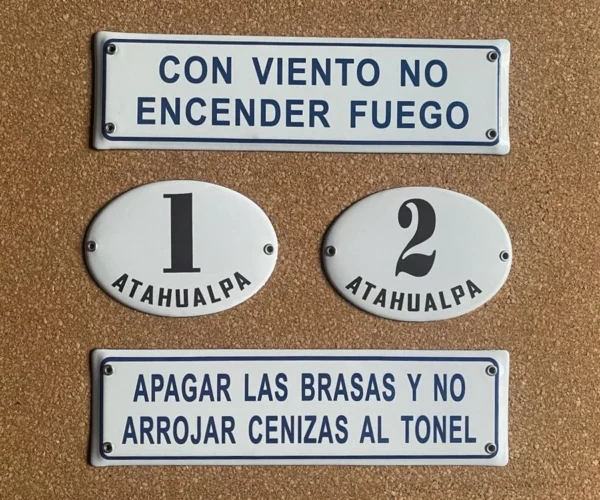 CON VIENTO NO
ENCENDER FUEGO
1
ATAHUALPA
2
ATAHUALPA
APAGAR LAS BRASAS Y NO
ARROJAR CENIZAS AL TONEL